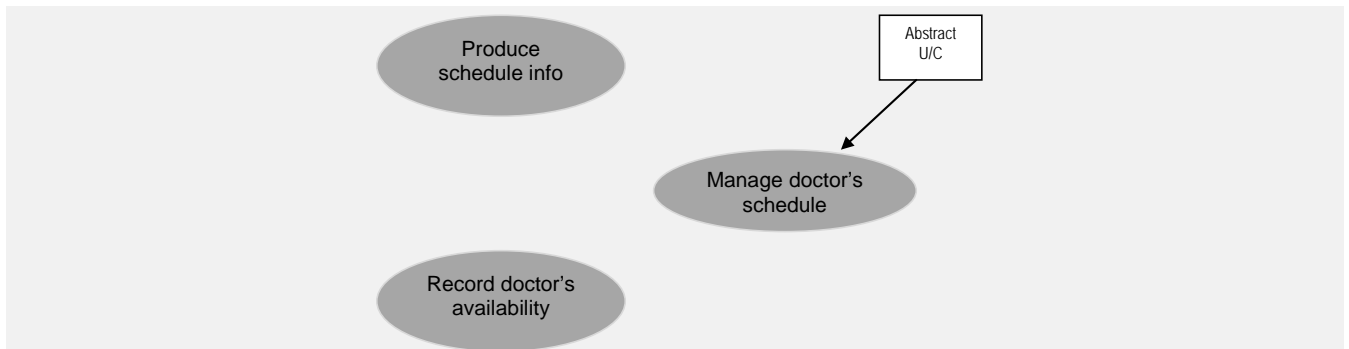 Produce
schedule info
Abstract
U/C
Manage doctor's
schedule
Record doctor's
availability